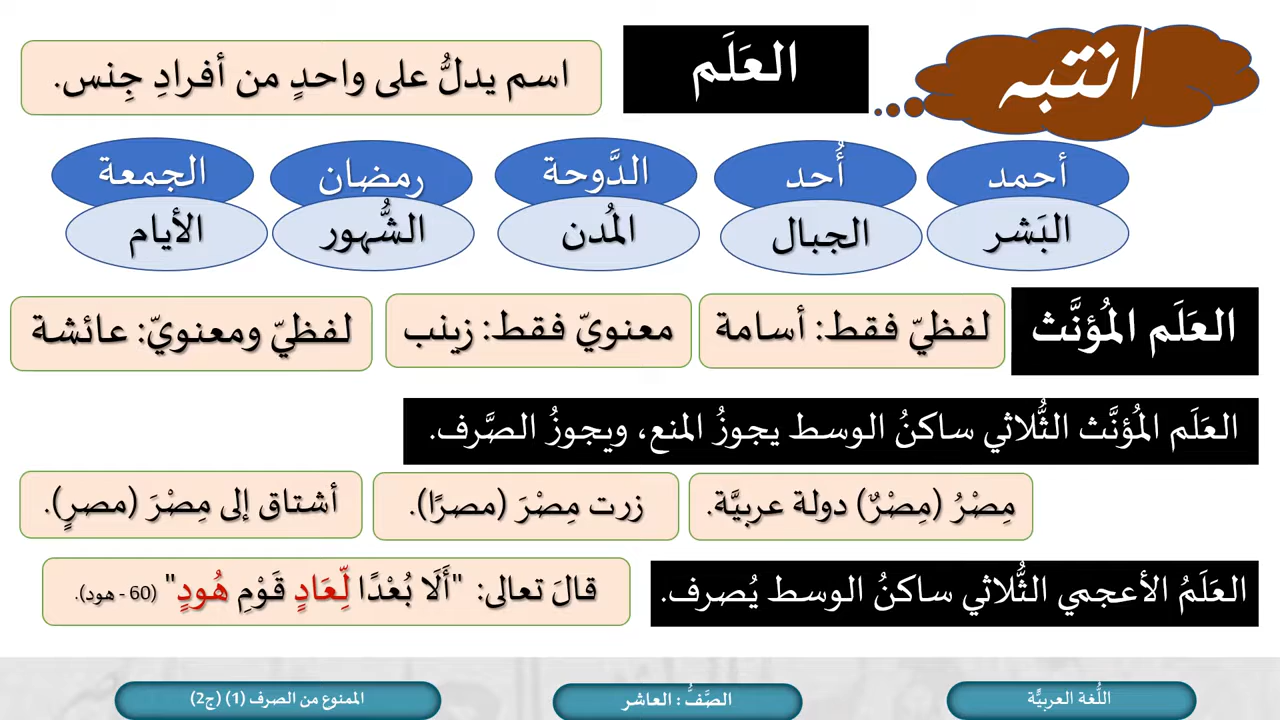 انتبه
العَلَم
اسم يدلُّ على واحدٍ من أفرادِ جِنس.
أحمد
أُحد
الدَّوحة
رمضان
الجمعة
البَشر
الجبال
المُدن
الشُّهور
الأيام
العَلَم المُؤنَّث
لفظيّ فقط: أسامة
معنويّ فقط: زينب
لفظيّ ومعنويّ: عائشة
العَلَم المُؤنَّث الثُّلاثي ساكنُ الوسط يجوزُ المنع، ويجوزُ الصَّرف.
مِصْرُ (مِصْرٌ) دولة عربيَّة.
زرت مِصْرَ (مصرًا).
أشتاق إلى مِصْرَ (مصرٍ).
العَلَمُ الأعجمي الثُّلاثي ساكنُ الوسط يُصرف.
قالَ تعالى: "أَلَا بُعْدًا لِّعَادٍ قَوْمِ هُودٍ" (60 - هود).
اللُّغة العربيَّة
الصَّفُّ : العاشر
الممنوع من الصرف (1) (ج2)